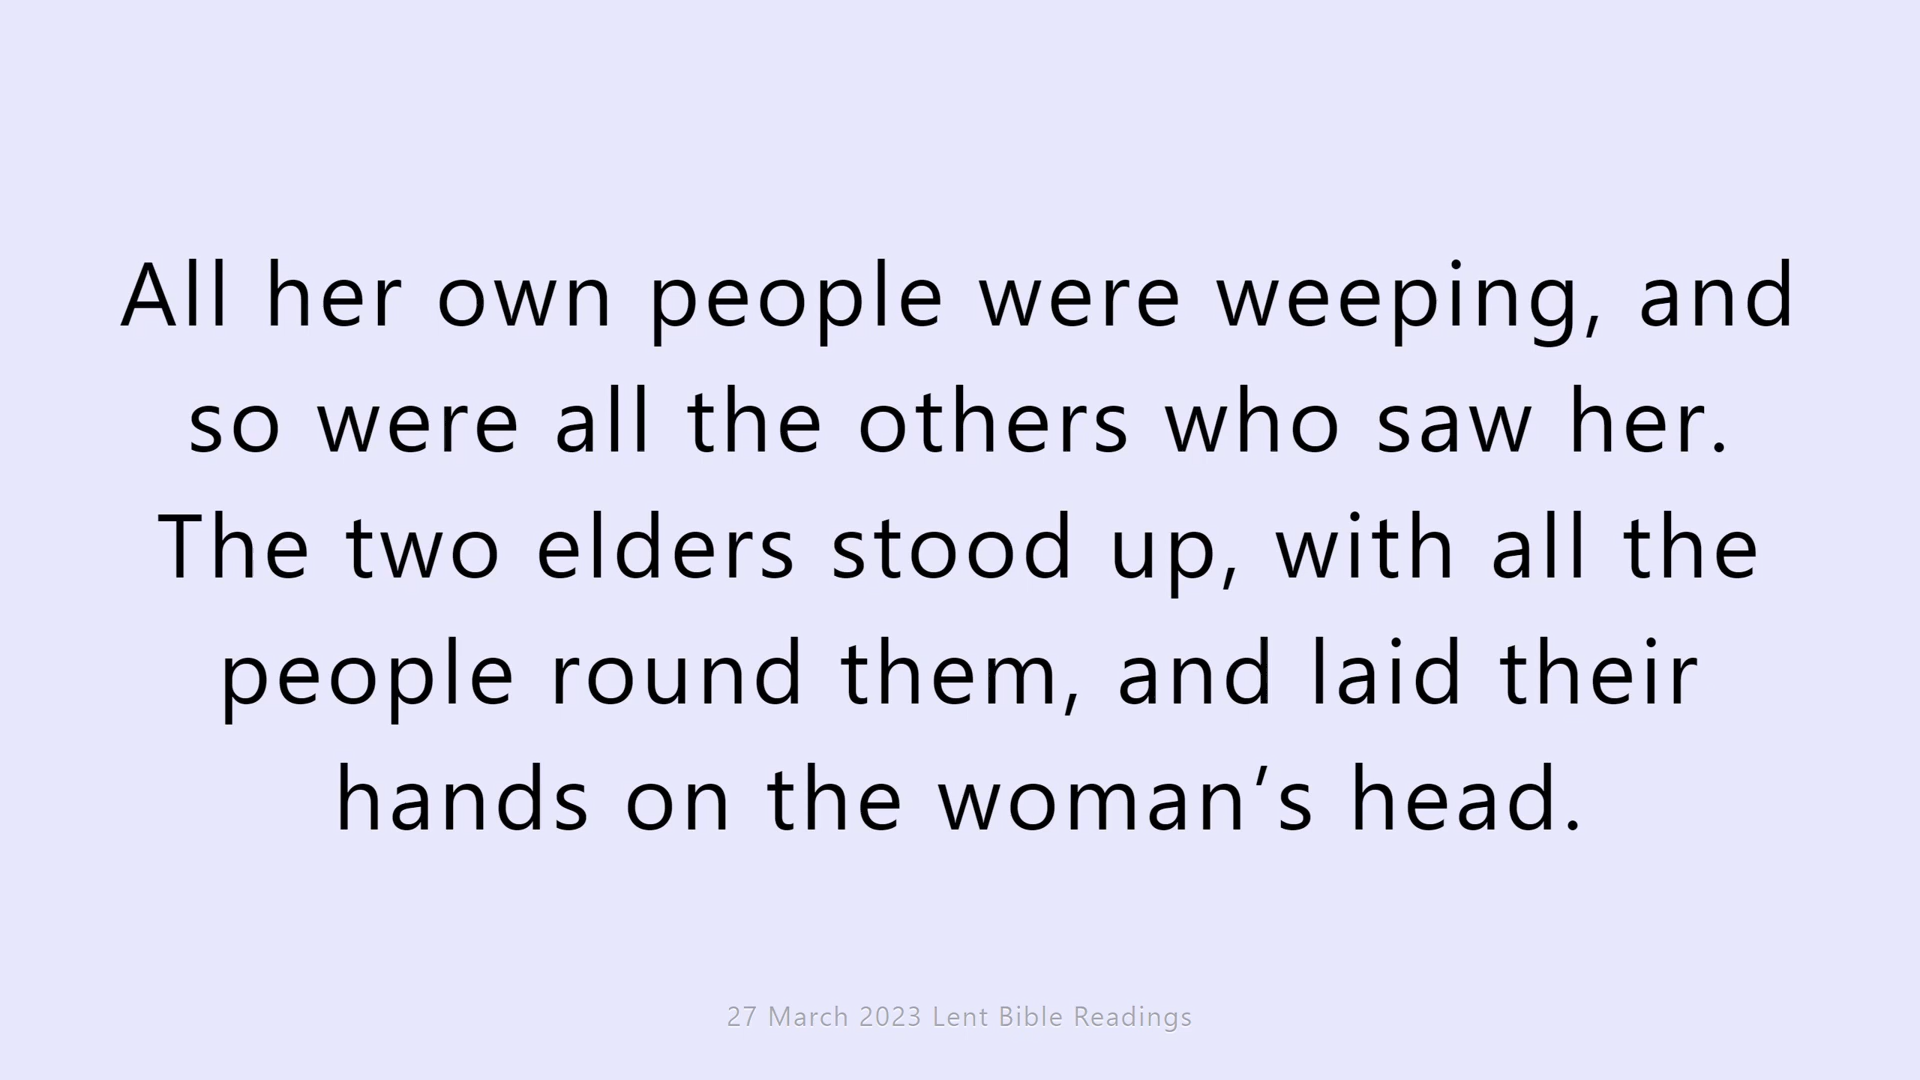 All her own people were weeping, and
so were all the others who saw her.
The two elders stood up, with all the
people round them, and laid their
hands on the woman’s head.
27 March 2023 Lent Bible Readings